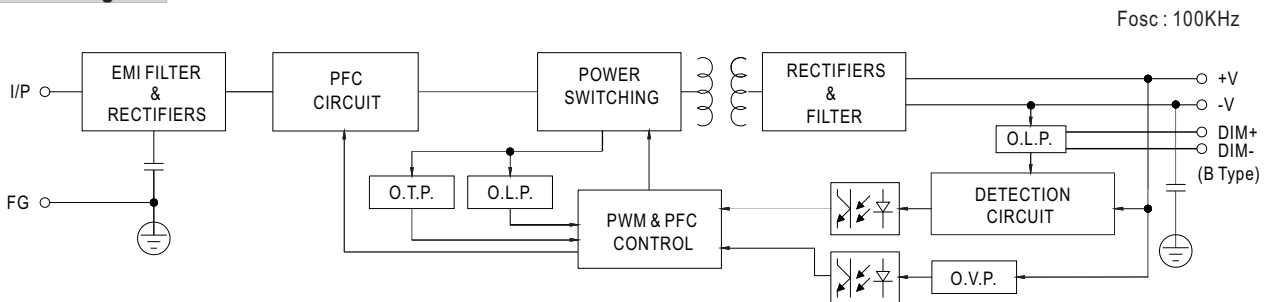 Fosc : 100KHz
I/P
EMI FILTER
&
RECTIFIERS
PFC
CIRCUIT
POWER
SWITCHING
RECTIFIERS
&
FILTER
+V
-V
DIM+
DIM-
(B Type)
O.L.P.
O.T.P.
O.L.P.
DETECTION
CIRCUIT
FG
PWM & PFC
CONTROL
O.V.P.